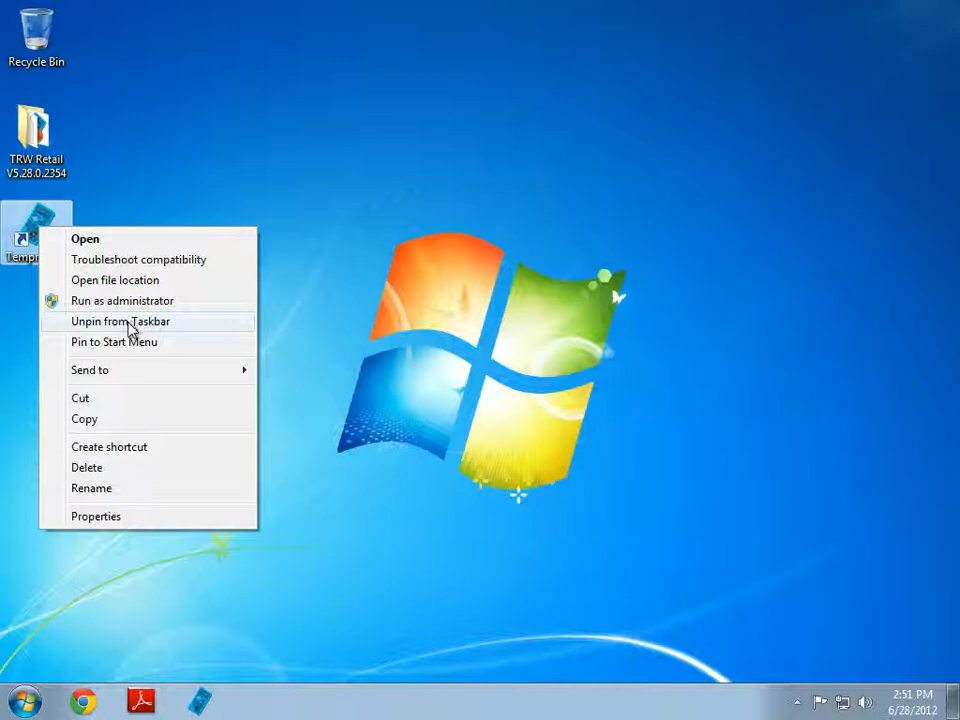 Recycle Bin
TRW Retail
V5.28.0.2354
Open
Troubleshoot compatibility
Open file location
Run as administrator
Unpin from Taskbar
Pin to Start Menu
Send to
Cut
Copy
Create shortcut
Delete
Rename
Properties
2:51 PM
6/28/2012